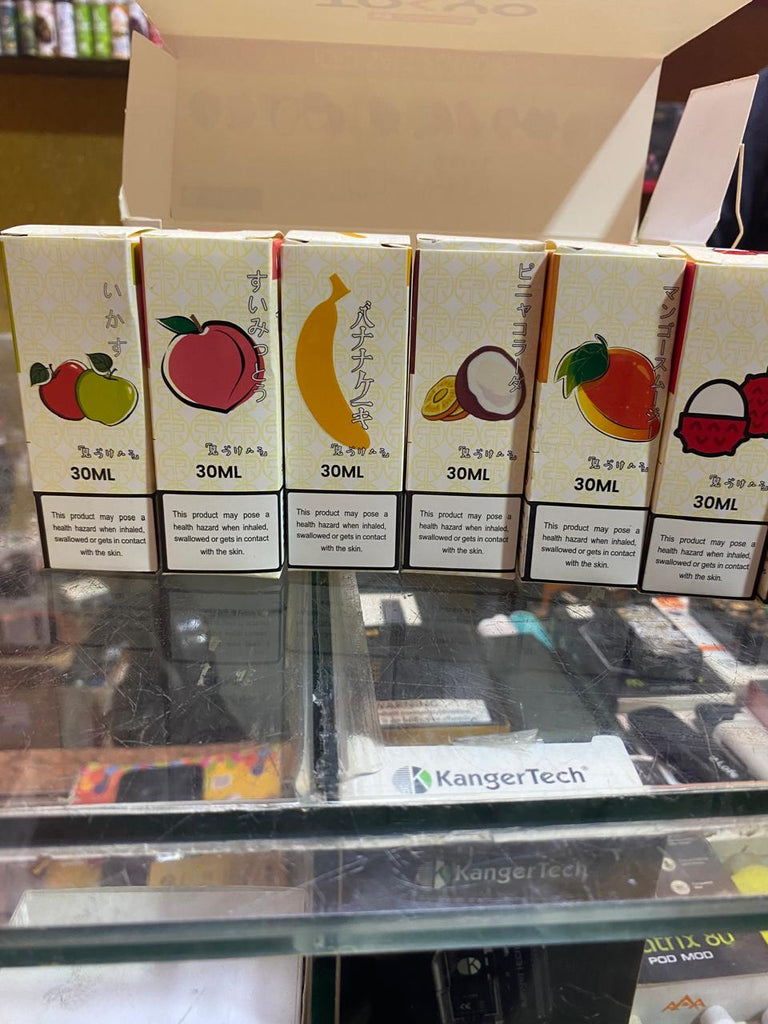 いかす
30ML
This product may pose a
health hazard when inhaled,
swallowed or gets in contact
with the skin.
すいみつとう
30ML
This product may pose a
health hazard when inhaled,
swallowed or gets in contact
with the skin.
バナナケーキ
30ML
This product may pose a
health hazard when inhaled,
swallowed or gets in contact
with the skin.
ピニャコラーダ
30ML
This product may pose a
health hazard when inhaled,
swallowed or gets in contact
with the skin.
マンゴースムージ
30ML
This product may pose a
health hazard when inhaled,
swallowed or gets in contact
with the skin.
30ML
This product may pose a
health hazard when inhaled,
swallowed or gets in contact
with the skin.
KangerTech
KangerTech
80
POD MOD